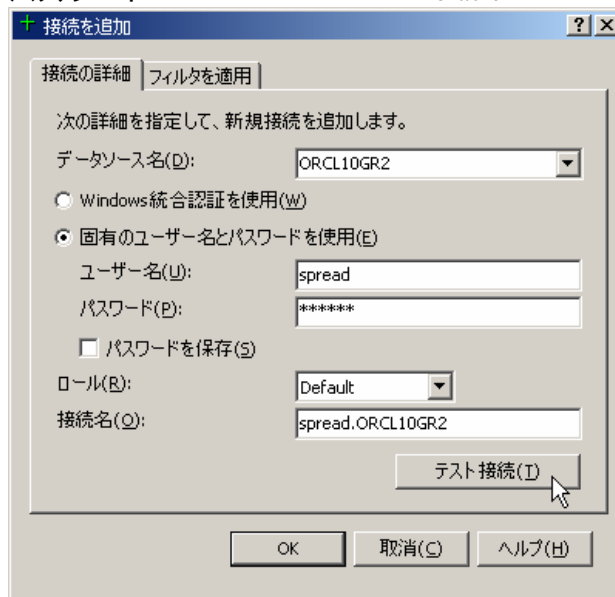 接続を追加
接続の詳細 フィルタを適用
次の詳細を指定して、新規接続を追加します。
データソース名(D): ORCL10GR2
Windows統合認証を使用(W)
固有のユーザー名とパスワードを使用(E)
ユーザー名(U): spread
パスワード(P): ******
パスワードを保存(S)
ロール(R): Default
接続名(O): spread.ORCL10GR2
テスト接続(T)
OK 取消(C) ヘルプ(H)